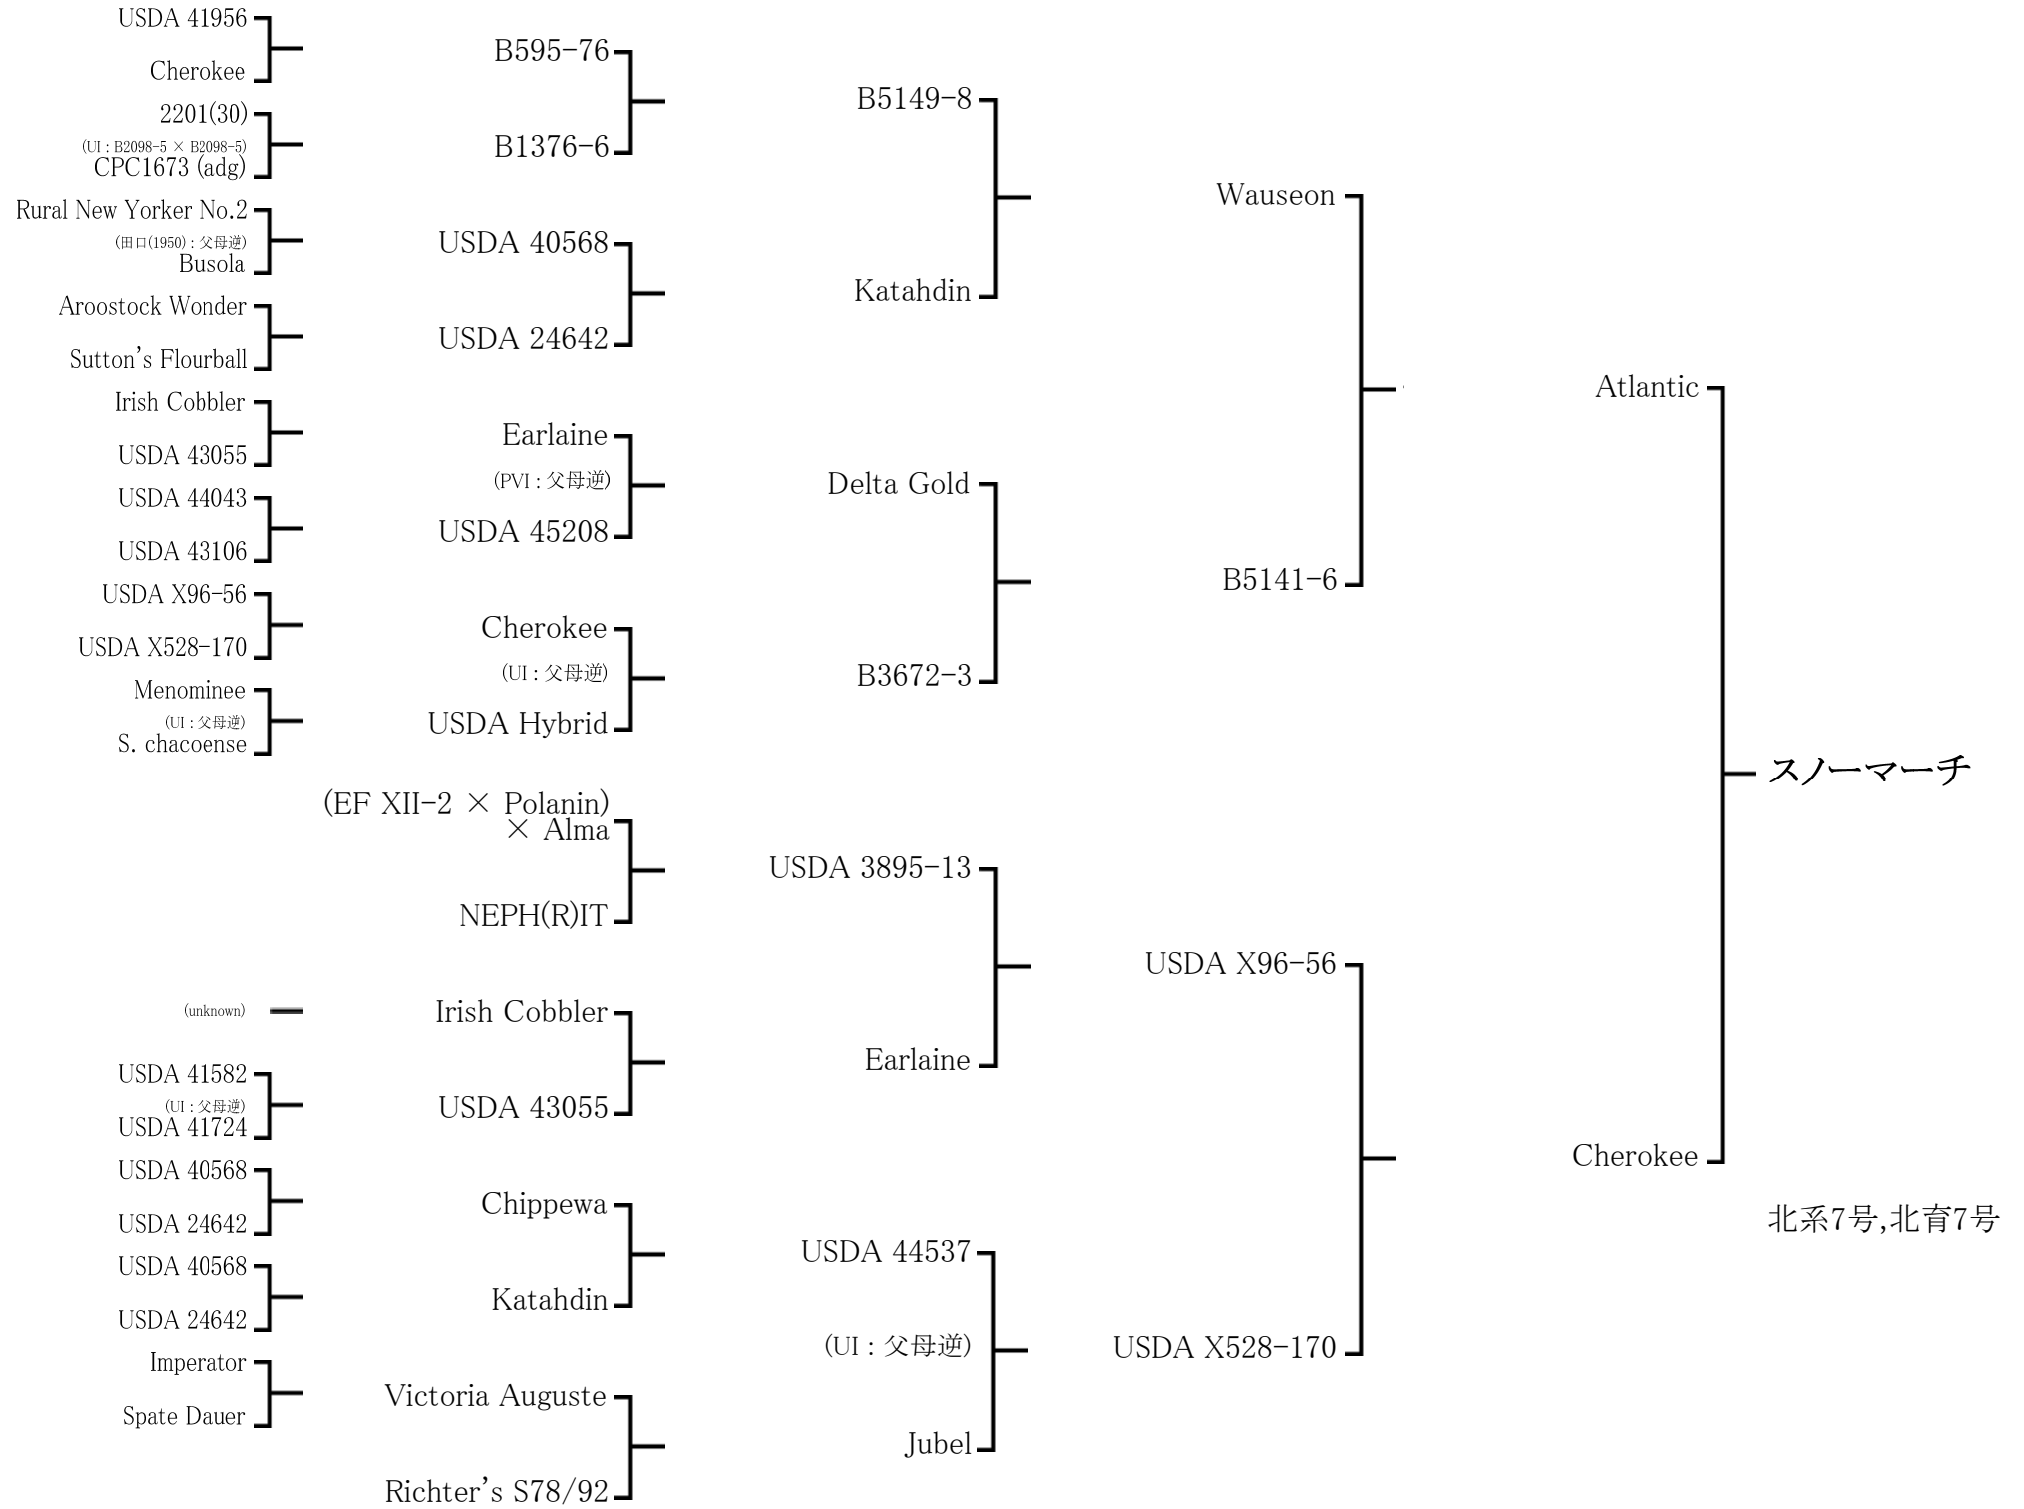 USDA 41956
Cherokee
2201(30)
(UI : B2098-5 × B2098-5)
CPC1673 (adg)
Rural New Yorker No.2
(田口(1950) : 父母逆)
Busola
Aroostock Wonder
Sutton's Flourball
Irish Cobbler
USDA 43055
USDA 44043
USDA 43106
USDA X96-56
USDA X528-170
Menominee
(UI : 父母逆)
S. chacoense
(unknown)
USDA 41582
(UI : 父母逆)
USDA 41724
USDA 40568
USDA 24642
USDA 40568
USDA 24642
Imperator
Spate Dauer
B595-76
B1376-6
USDA 40568
USDA 24642
Earlaine
(PVI : 父母逆)
USDA 45208
Cherokee
(UI : 父母逆)
USDA Hybrid
(EF XII-2 × Polanin)
× Alma
NEPH(R)IT
Irish Cobbler
USDA 43055
Chippewa
Katahdin
Victoria Auguste
Richter's S78/92
B5149-8
Katahdin
Delta Gold
B3672-3
USDA 3895-13
Earlaine
USDA 44537
(UI : 父母逆)
Jubel
Wauseon
B5141-6
USDA X96-56
USDA X528-170
Atlantic
Cherokee
スノーマーチ
北系7号,北育7号